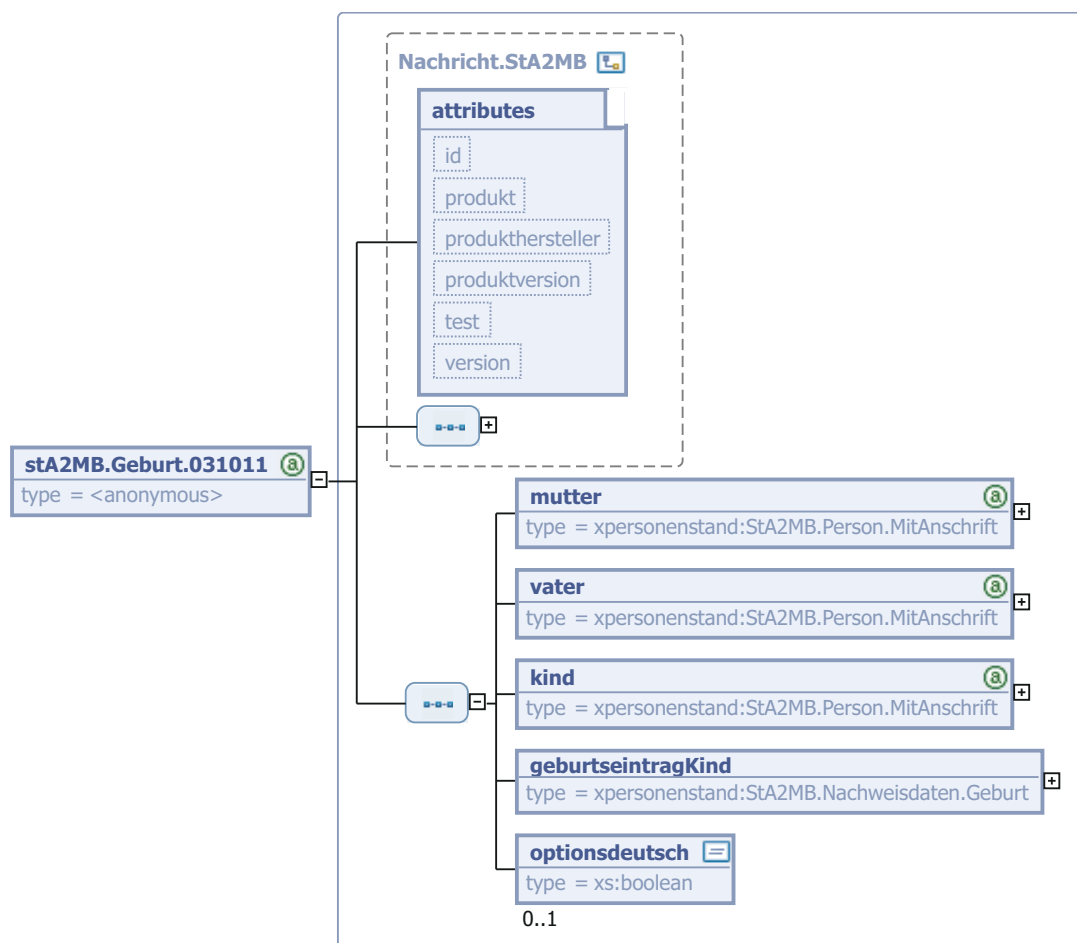 Nachricht.StA2MB
attributes
id
produkt
produkthersteller
produktversion
test
version
stA2MB.Geburt.031011
type = <anonymous>
mutter
type = xpersonenstand:StA2MB.Person.MitAnschrift
vater
type = xpersonenstand:StA2MB.Person.MitAnschrift
kind
type = xpersonenstand:StA2MB.Person.MitAnschrift
geburtseintragKind
type = xpersonenstand:StA2MB.Nachweisdaten.Geburt
optionsdeutsch
type = xs:boolean
0..1